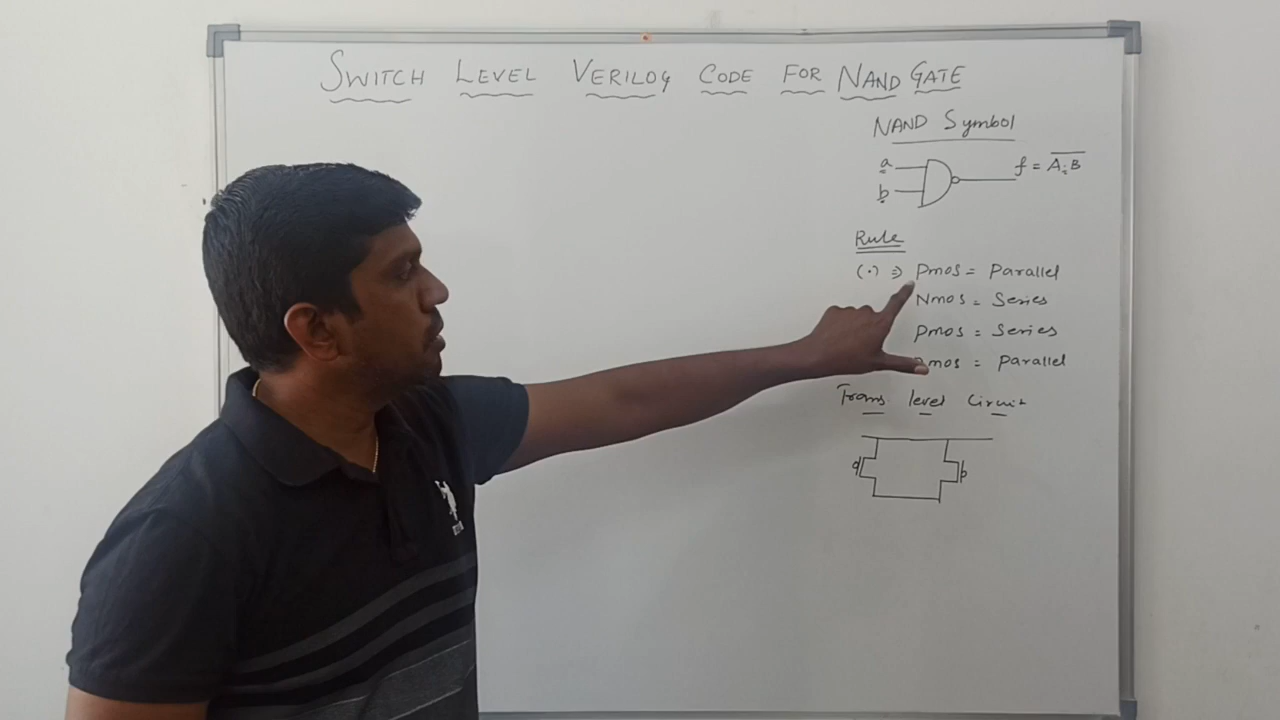 SWITCH LEVEL VERILOG CODE FOR NAND GATE
NAND Symbol
a
b
f = A.B
Rule
(.) ⇒ Pmos = Parallel
Nmos = Series
Pmos = Series
mos = Parallel
Trans level Circuit